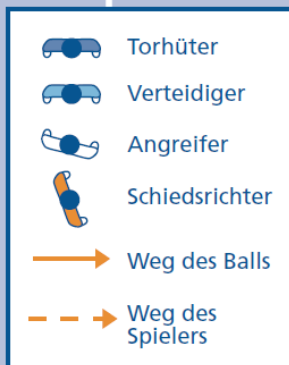 Torhüter
Verteidiger
Angreifer
Schiedsrichter
Weg des Balls
Weg des
Spielers